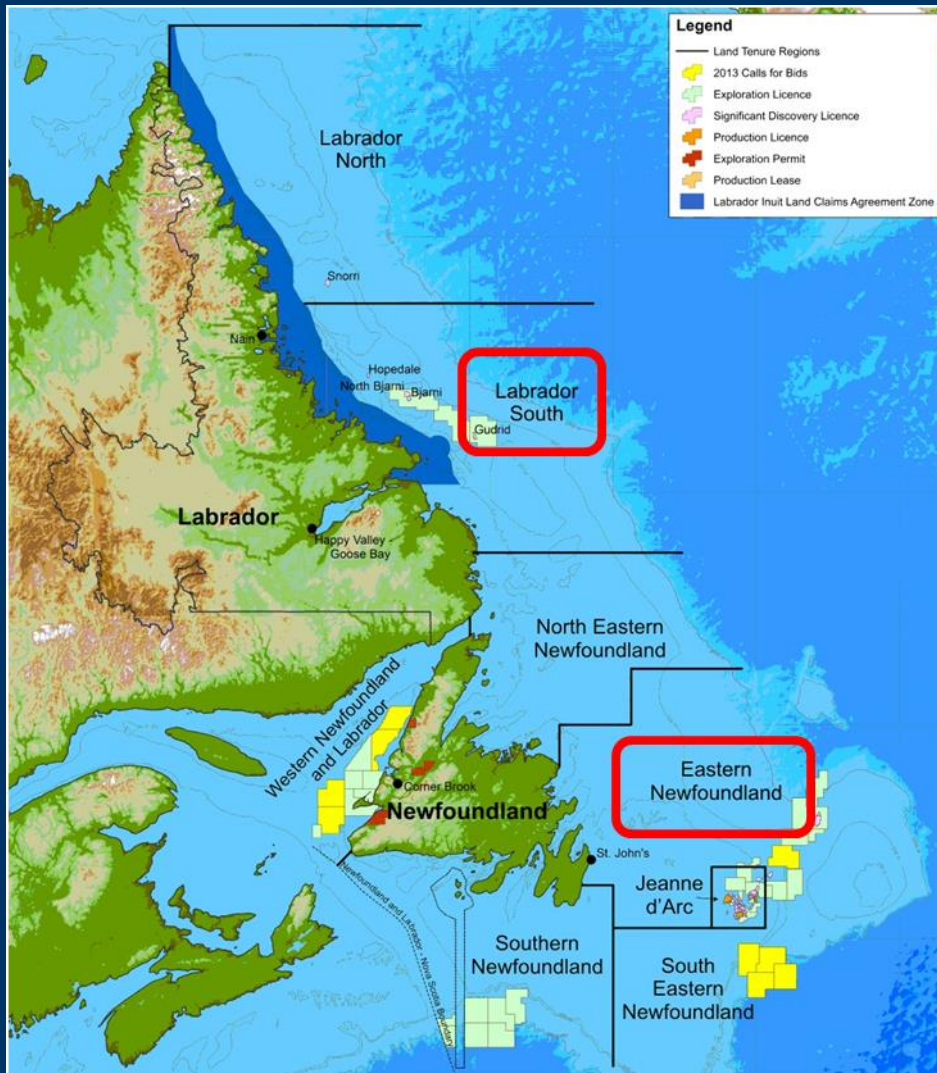 Legend
Land Tenure Regions
2013 Calls for Bids
Exploration Licence
Significant Discovery Licence
Production Licence
Exploration Permit
Production Lease
Labrador Inuit Land Claims Agreement Zone
Labrador
North
Snorri
Nain
Hopedale
North Bjarni
Bjarni
Labrador
South
Gudrid
Labrador
Happy Valley -
Goose Bay
North Eastern
Newfoundland
Western Newfoundland
and Labrador
Eastern
Newfoundland
Corner Brook
Newfoundland
St. John's
Jeanne
d'Arc
Newfoundland and Labrador - Nova Scotia Boundary
Southern
Newfoundland
South
Eastern
Newfoundland